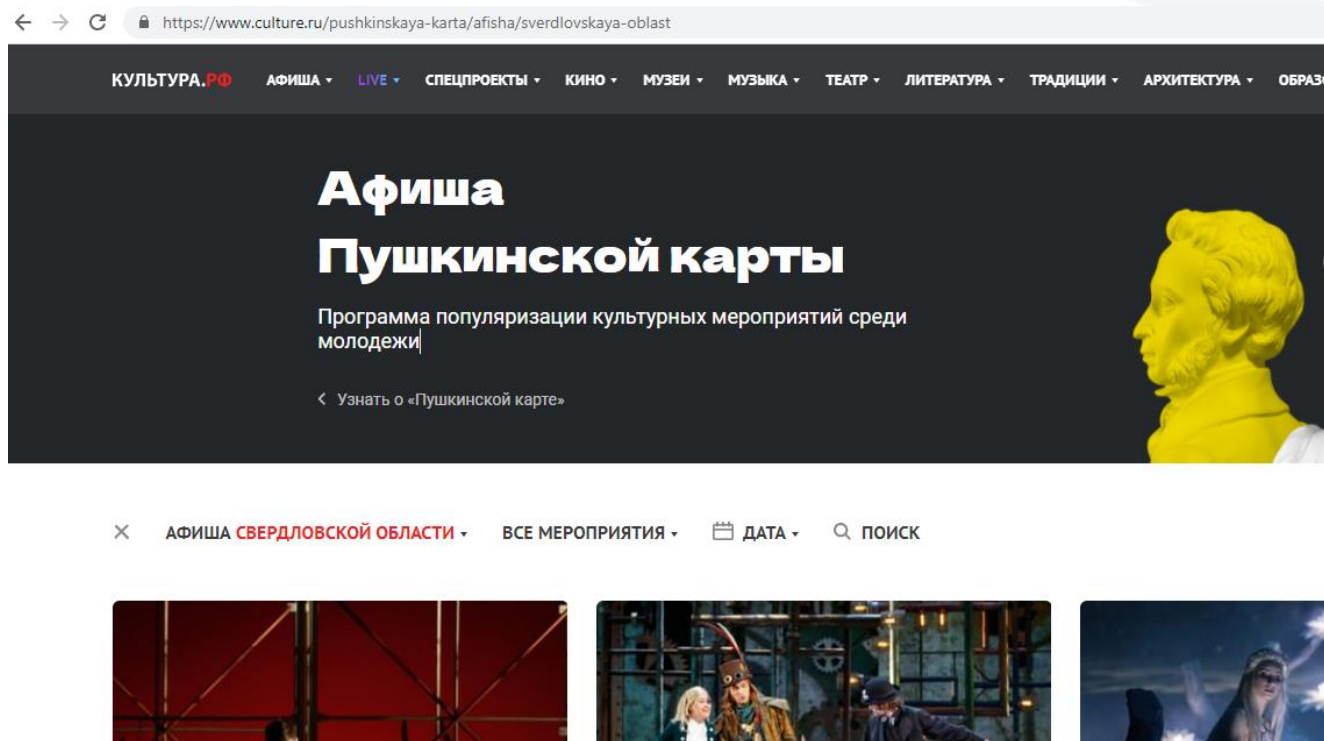 https://www.culture.ru/pushkinskaya-karta/afisha/sverdlovskaya-oblast
КУЛЬТУРА.РФ АФИША LIVE СПЕЦПРОЕКТЫ КИНО МУЗЕИ МУЗЫКА ТЕАТР ЛИТЕРАТУРА ТРАДИЦИИ АРХИТЕКТУРА ОБРАЗО
Афиша
Пушкинской карты
Программа популяризации культурных мероприятий среди
молодежи
Узнать о «Пушкинской карте»
АФИША СВЕРДЛОВСКОЙ ОБЛАСТИ ВСЕ МЕРОПРИЯТИЯ ДАТА ПОИСК